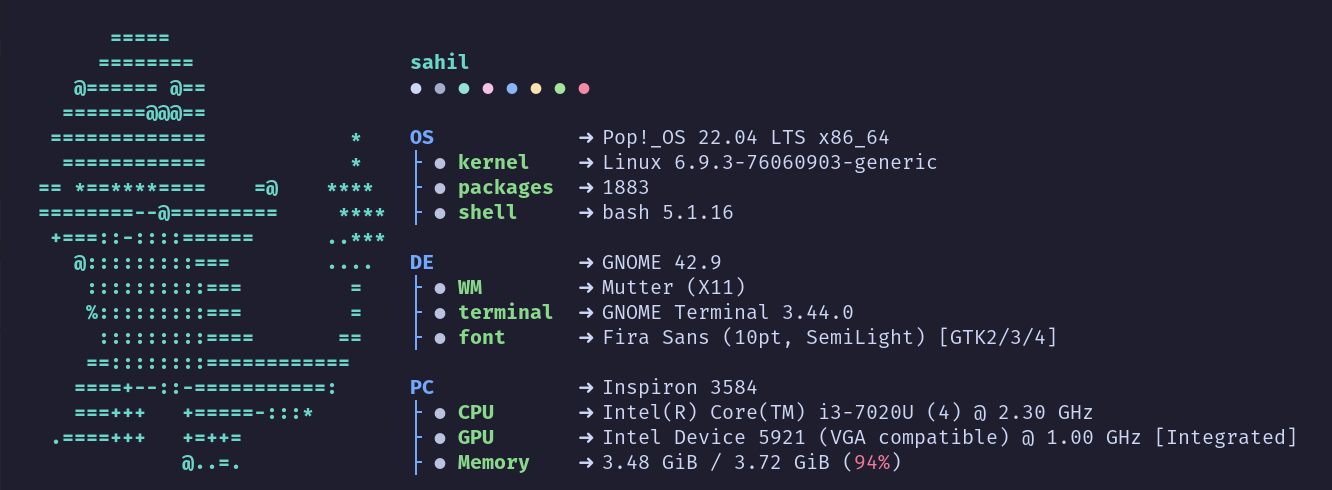 sahil
OS ➜ Pop!_OS 22.04 LTS x86_64
├ ● kernel ➜ Linux 6.9.3-76060903-generic
├ ● packages ➜ 1883
├ ● shell ➜ bash 5.1.16
DE ➜ GNOME 42.9
├ ● WM ➜ Mutter (X11)
├ ● terminal ➜ GNOME Terminal 3.44.0
├ ● font ➜ Fira Sans (10pt, SemiLight) [GTK2/3/4]
PC ➜ Inspiron 3584
├ ● CPU ➜ Intel(R) Core(TM) i3-7020U (4) @ 2.30 GHz
├ ● GPU ➜ Intel Device 5921 (VGA compatible) @ 1.00 GHz [Integrated]
├ ● Memory ➜ 3.48 GiB / 3.72 GiB (94%)